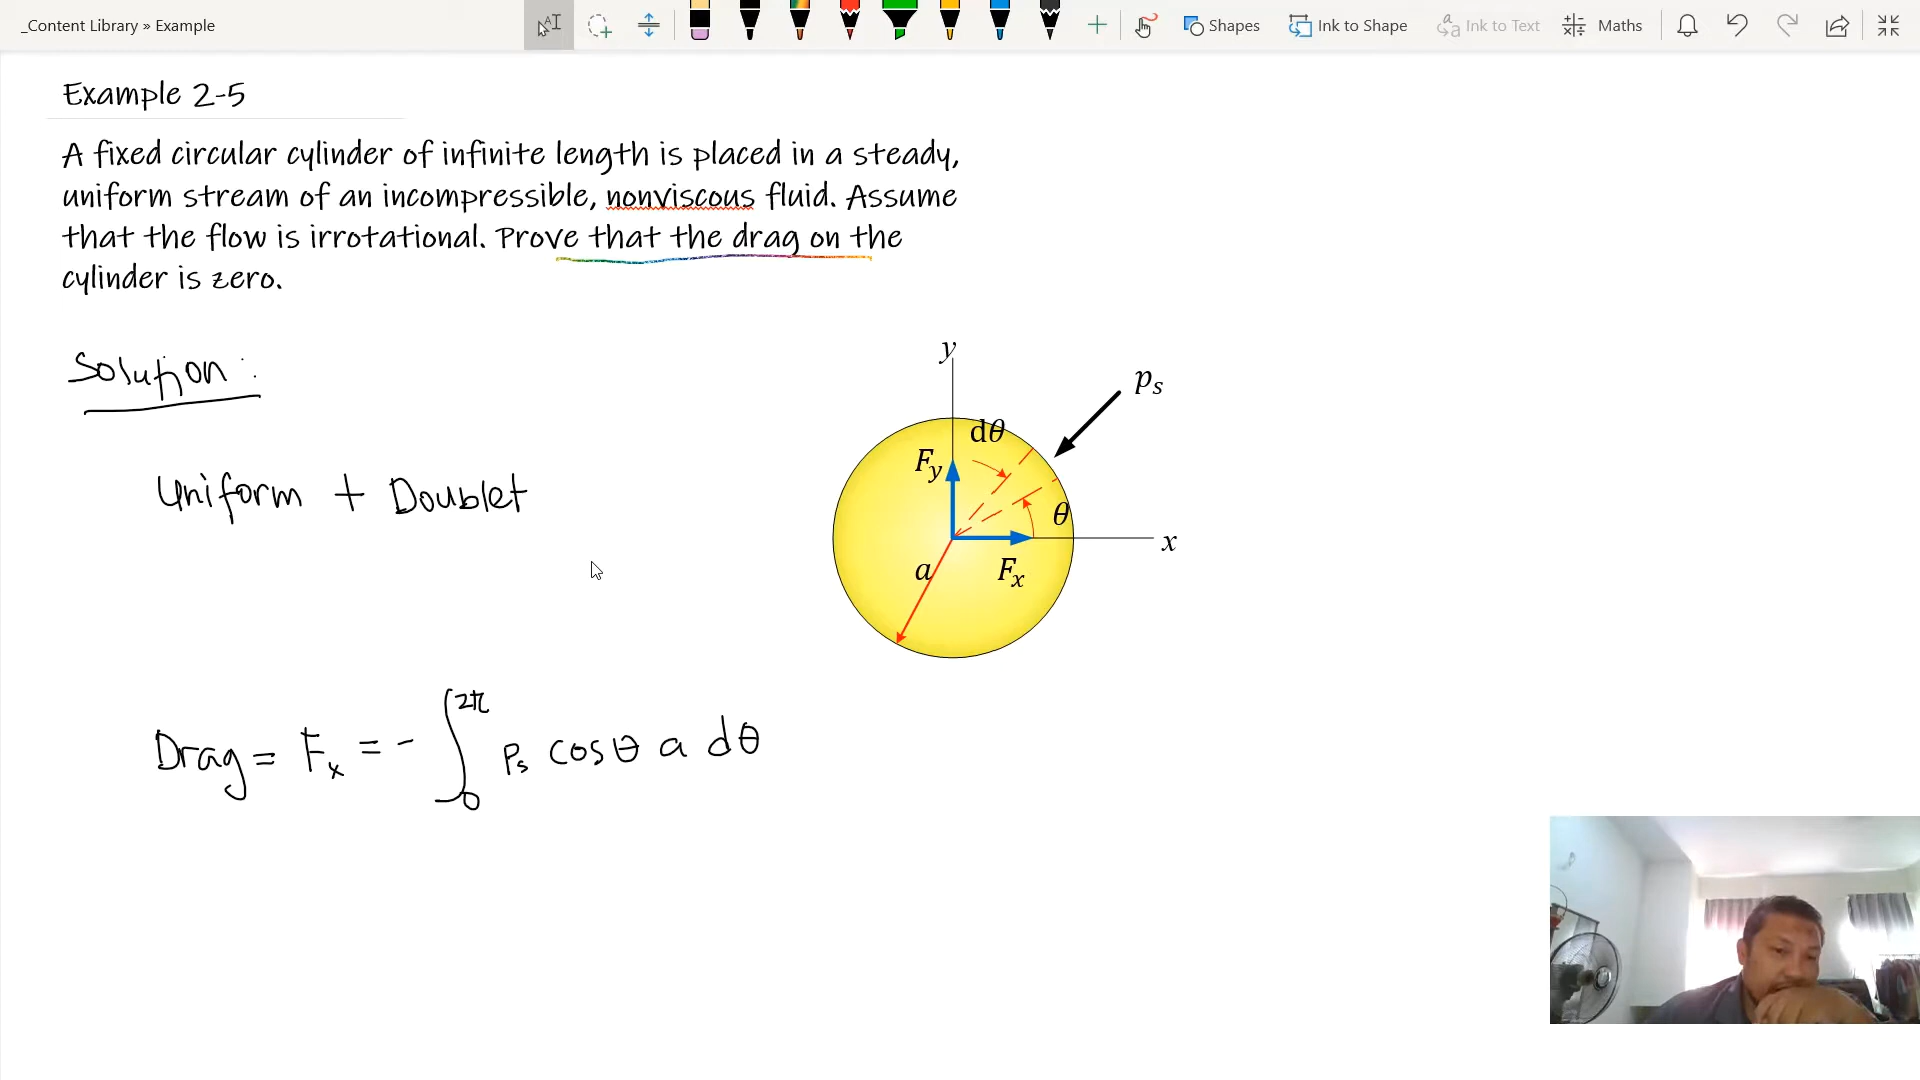 _Content Library » Example
Shapes
Ink to Shape
Ink to Text
Maths
Example 2-5
A fixed circular cylinder of infinite length is placed in a steady,
uniform stream of an incompressible, nonviscous fluid. Assume
that the flow is irrotational. Prove that the drag on the
cylinder is zero.
Solution :
Uniform + Doublet
y
p_s
dθ
F_y
θ
x
a
F_x
Drag = F_x = - ∫_0^{2π} P_s cos θ a dθ